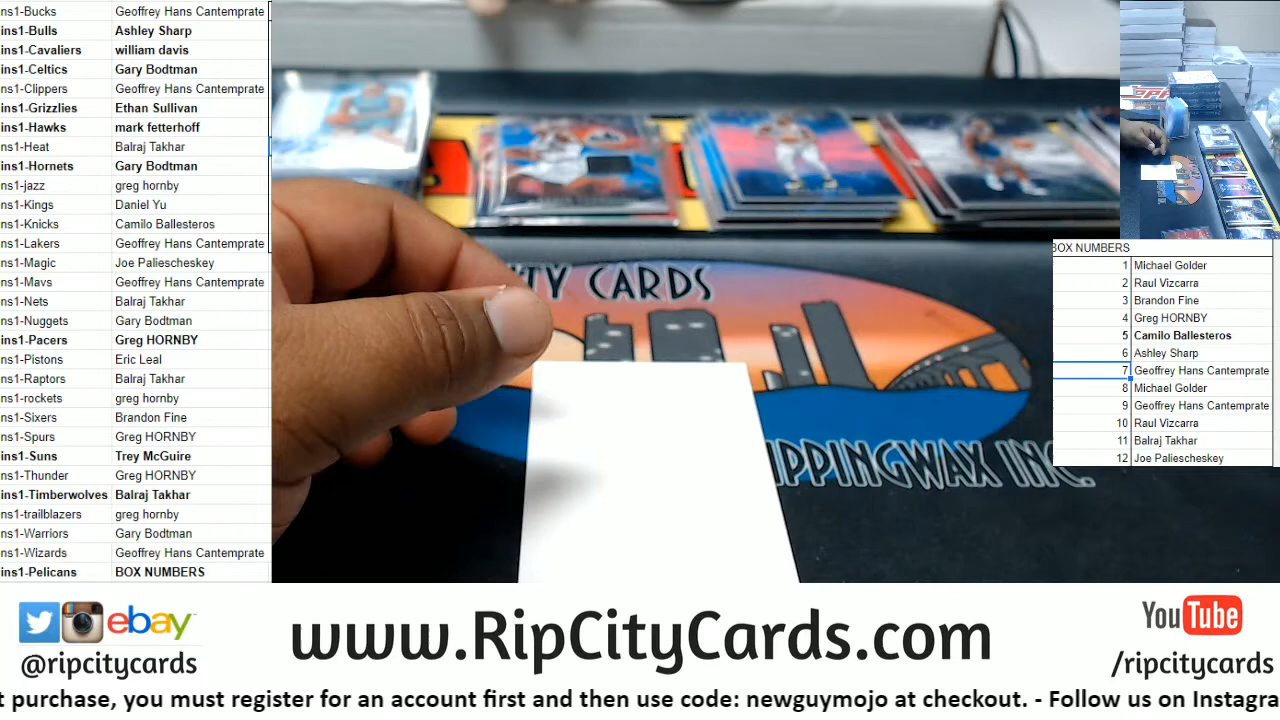 ns1-Bucks Geoffrey Hans Cantemprate
ins1-Bulls Ashley Sharp
ins1-Cavaliers william davis
ins1-Celtics Gary Bodtman
ns1-Clippers Geoffrey Hans Cantemprate
ins1-Grizzlies Ethan Sullivan
ins1-Hawks mark fetterhoff
ns1-Heat Balraj Takhar
ins1-Hornets Gary Bodtman
ns1-jazz greg hornby
ns1-Kings Daniel Yu
ns1-Knicks Camilo Ballesteros
ns1-Lakers Geoffrey Hans Cantemprate
ns1-Magic Joe Paliescheskey
ns1-Mavs Geoffrey Hans Cantemprate
ns1-Nets Balraj Takhar
ns1-Nuggets Gary Bodtman
ins1-Pacers Greg HORNBY
ns1-Pistons Eric Leal
ns1-Raptors Balraj Takhar
ns1-rockets greg hornby
ns1-Sixers Brandon Fine
ns1-Spurs Greg HORNBY
ins1-Suns Trey McGuire
ns1-Thunder Greg HORNBY
ins1-Timberwolves Balraj Takhar
ns1-trailblazers greg hornby
ns1-Warriors Gary Bodtman
ns1-Wizards Geoffrey Hans Cantemprate
ins1-Pelicans BOX NUMBERS
ITY CARDS
IPPINGWAX INC.
BOX NUMBERS
1 Michael Golder
2 Raul Vizcarra
3 Brandon Fine
4 Greg HORNBY
5 Camilo Ballesteros
6 Ashley Sharp
7 Geoffrey Hans Cantemprate
8 Michael Golder
9 Geoffrey Hans Cantemprate
10 Raul Vizcarra
11 Balraj Takhar
12 Joe Paliescheskey
ebay
@ripcitycards
www.RipCityCards.com
YouTube
/ripcitycards
t purchase, you must register for an account first and then use code: newguymojo at checkout. - Follow us on Instagra